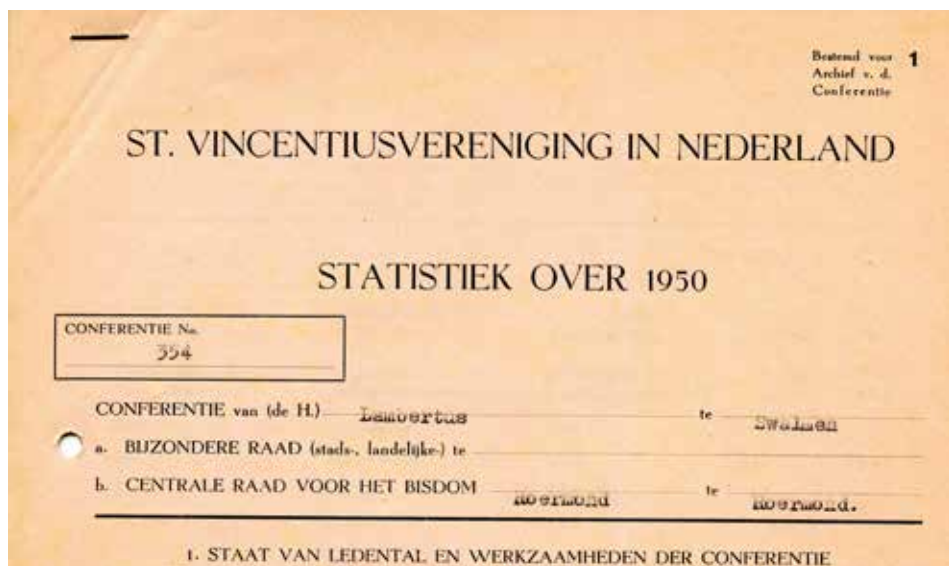 Bestemd voor 1
Archief v. d.
Conferentie
ST. VINCENTIUSVERENIGING IN NEDERLAND
STATISTIEK OVER 1950
CONFERENTIE No.
354
CONFERENTIE van (de H.) Lambertus te Swalmen
a. BIJZONDERE RAAD (stads-, landelijke-) te
b. CENTRALE RAAD VOOR HET BISDOM Roermond te Roermond.
1. STAAT VAN LEDENTAL EN WERKZAAMHEDEN DER CONFERENTIE